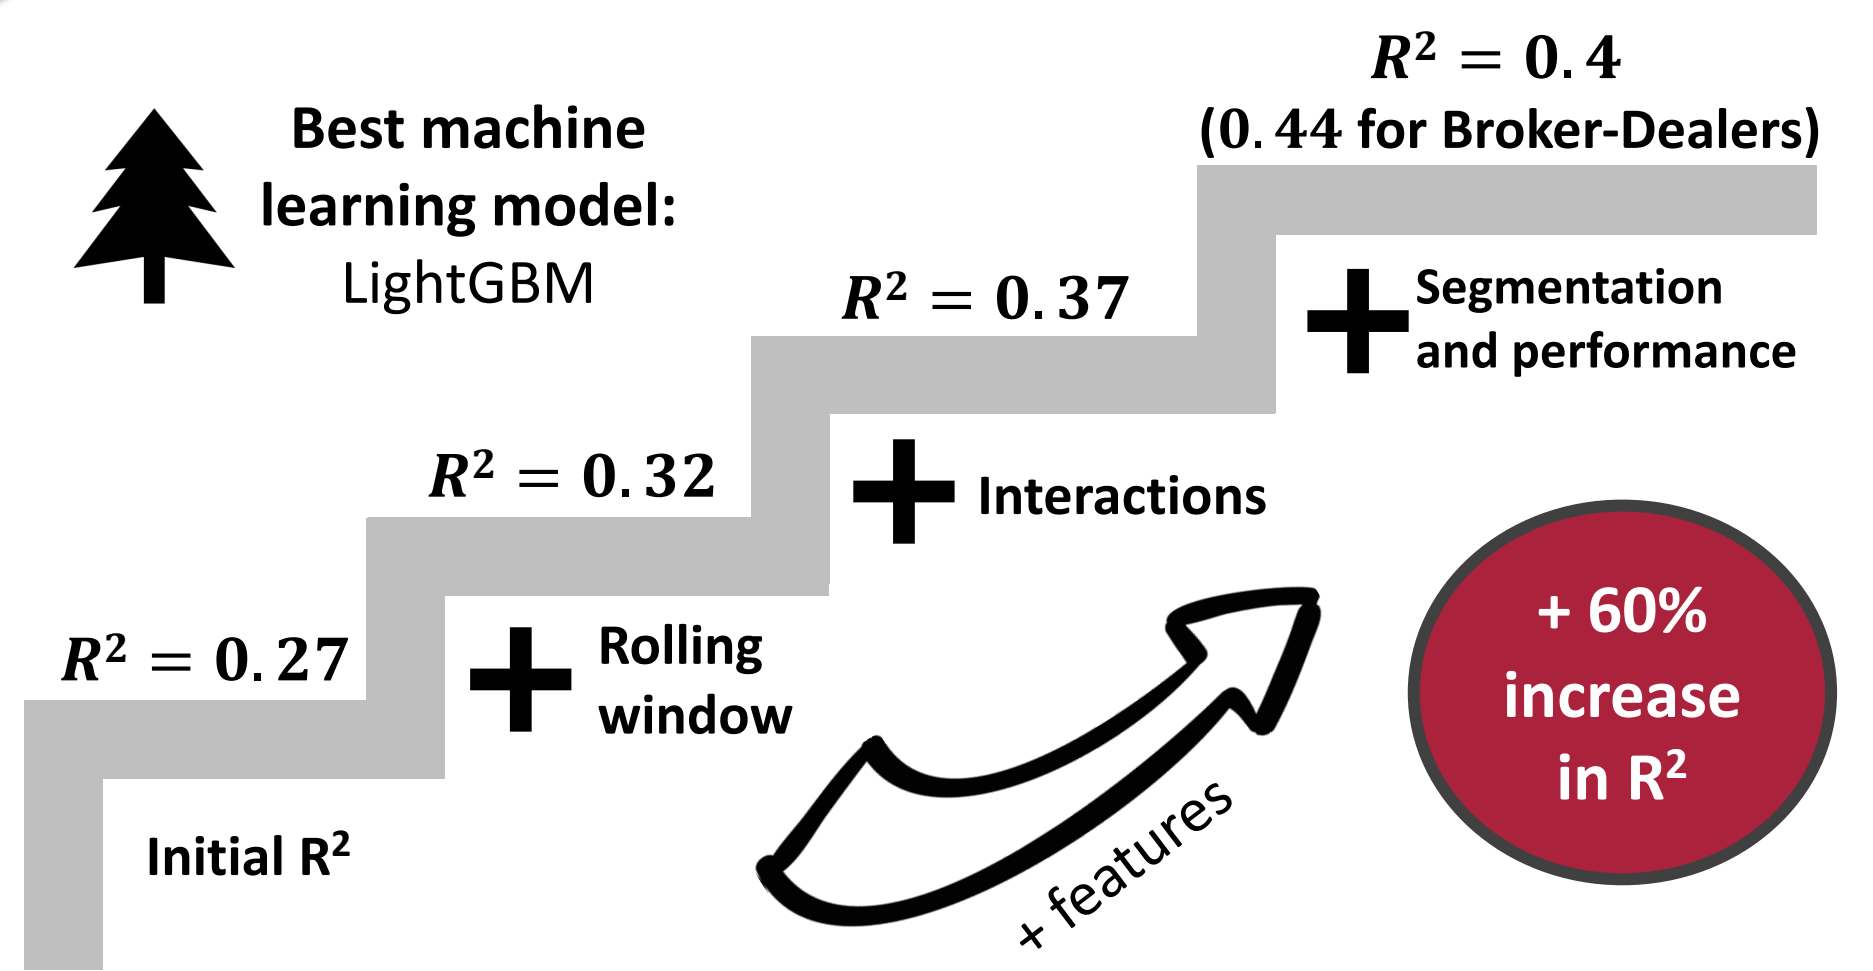 R² = 0.4
(0.44 for Broker-Dealers)
Best machine
learning model:
LightGBM
R² = 0.37
Segmentation
and performance
R² = 0.32
Interactions
R² = 0.27
Rolling
window
Initial R²
+ features
+ 60%
increase
in R²